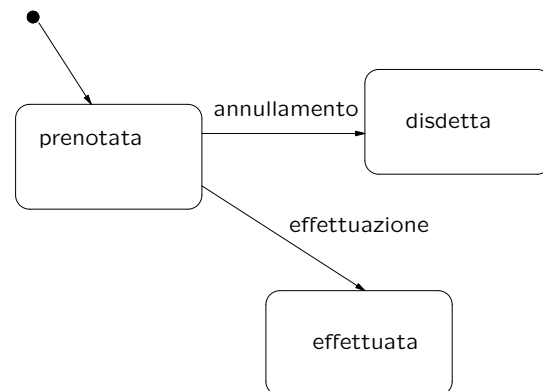 annullamento
disdetta
prenotata
effettuazione
effettuata